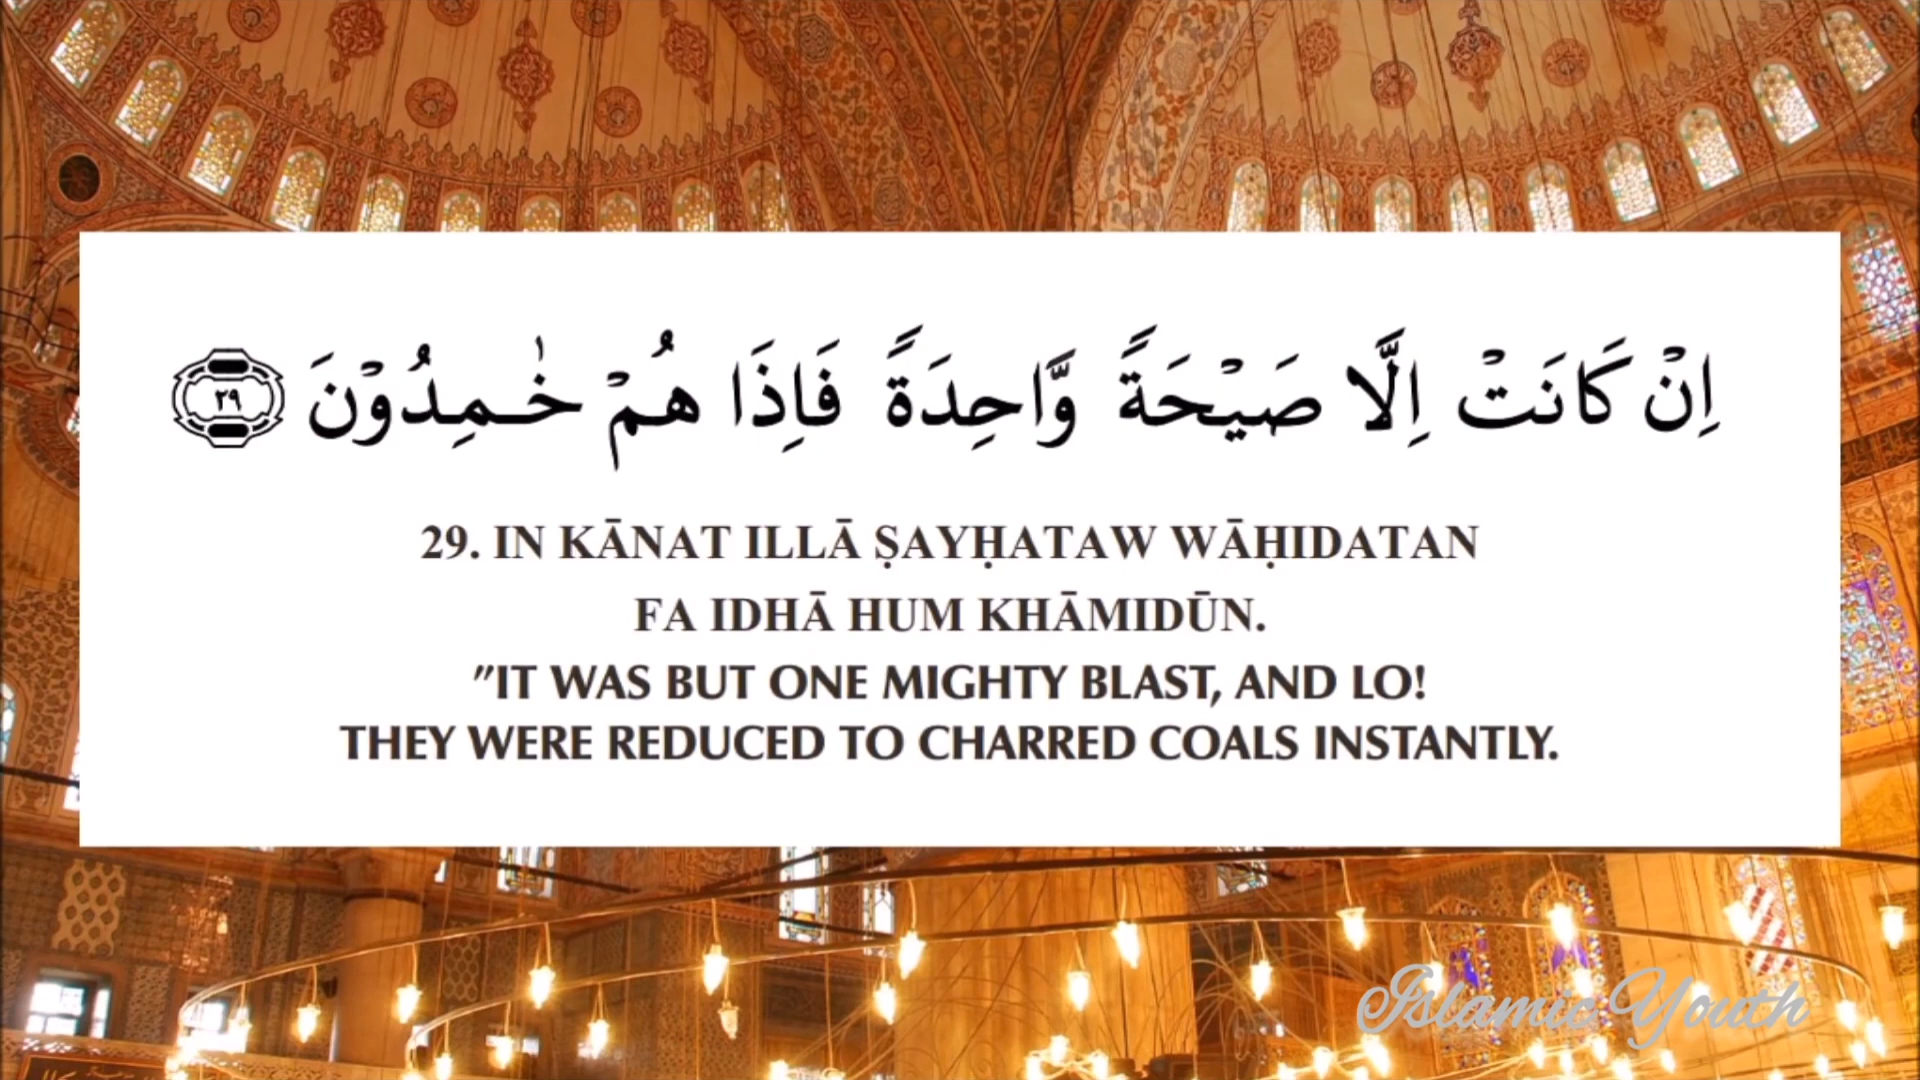 اِنْ كَانَتْ اِلَّا صَيْحَةً وَّاحِدَةً فَاِذَا هُمْ خٰمِدُوْنَ ٢٩
29. IN KĀNAT ILLĀ ṢAYḤATAW WĀḤIDATAN
FA IDHĀ HUM KHĀMIDŪN.
”IT WAS BUT ONE MIGHTY BLAST, AND LO!
THEY WERE REDUCED TO CHARRED COALS INSTANTLY.
Islamic Youth